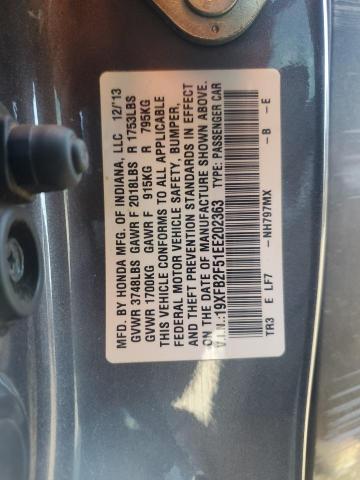 MFD. BY HONDA MFG. OF INDIANA, LLC 12/'13
GVWR 3748LBS GAWR F 2018LBS R 1753LBS
GVWR 1700KG GAWR F 915KG R 795KG
THIS VEHICLE CONFORMS TO ALL APPLICABLE
FEDERAL MOTOR VEHICLE SAFETY, BUMPER,
AND THEFT PREVENTION STANDARDS IN EFFECT
ON THE DATE OF MANUFACTURE SHOWN ABOVE.
V.I.N.:19XFB2F51EE202363 TYPE: PASSENGER CAR
TR3 E LF7 -NH797MX -B -E